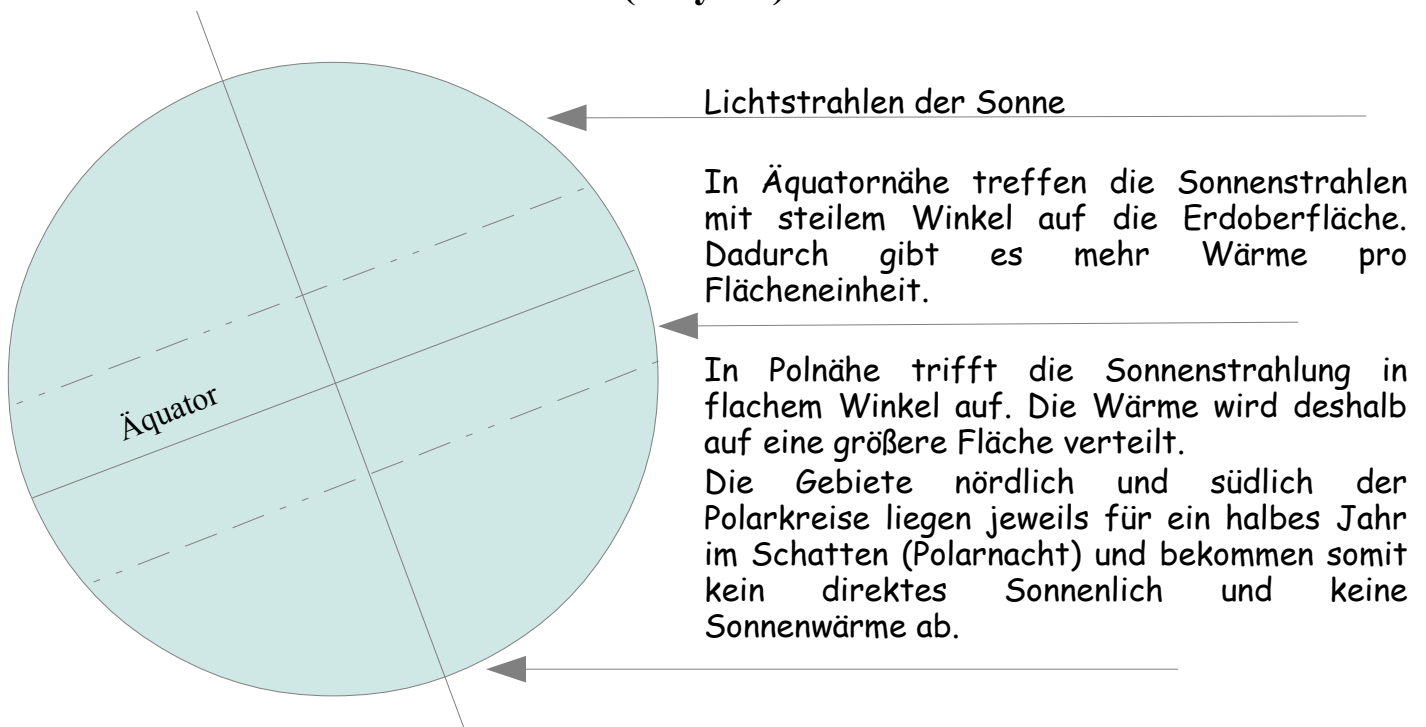 Lichtstrahlen der Sonne
In Äquatornähe treffen die Sonnenstrahlen
mit steilem Winkel auf die Erdoberfläche.
Dadurch gibt es mehr Wärme pro
Flächeneinheit.
In Polnähe trifft die Sonnenstrahlung in
flachem Winkel auf. Die Wärme wird deshalb
auf eine größere Fläche verteilt.
Die Gebiete nördlich und südlich der
Polarkreise liegen jeweils für ein halbes Jahr
im Schatten (Polarnacht) und bekommen somit
kein direktes Sonnenlich und keine
Sonnenwärme ab.
Äquator